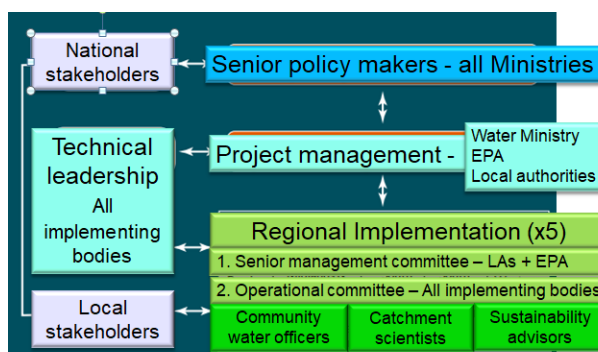 National
stakeholders
Senior policy makers - all Ministries
Technical
leadership
All
implementing
bodies
Project management -
Water Ministry
EPA
Local authorities
Regional Implementation (x5)
1. Senior management committee – LAs + EPA
2. Operational committee – All implementing bodies
Local
stakeholders
Community
water officers
Catchment
scientists
Sustainability
advisors